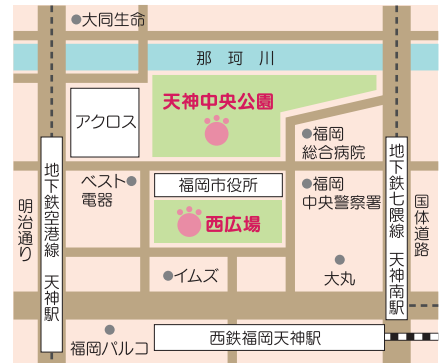 大同生命
那珂川
天神中央公園
アクロス
福岡
総合病院
ベスト
電器
福岡市役所
福岡
中央警察署
西広場
明治通り
地下鉄空港線 天神駅
地下鉄七隈線 天神南駅
国体道路
イムズ
大丸
福岡パルコ
西鉄福岡天神駅